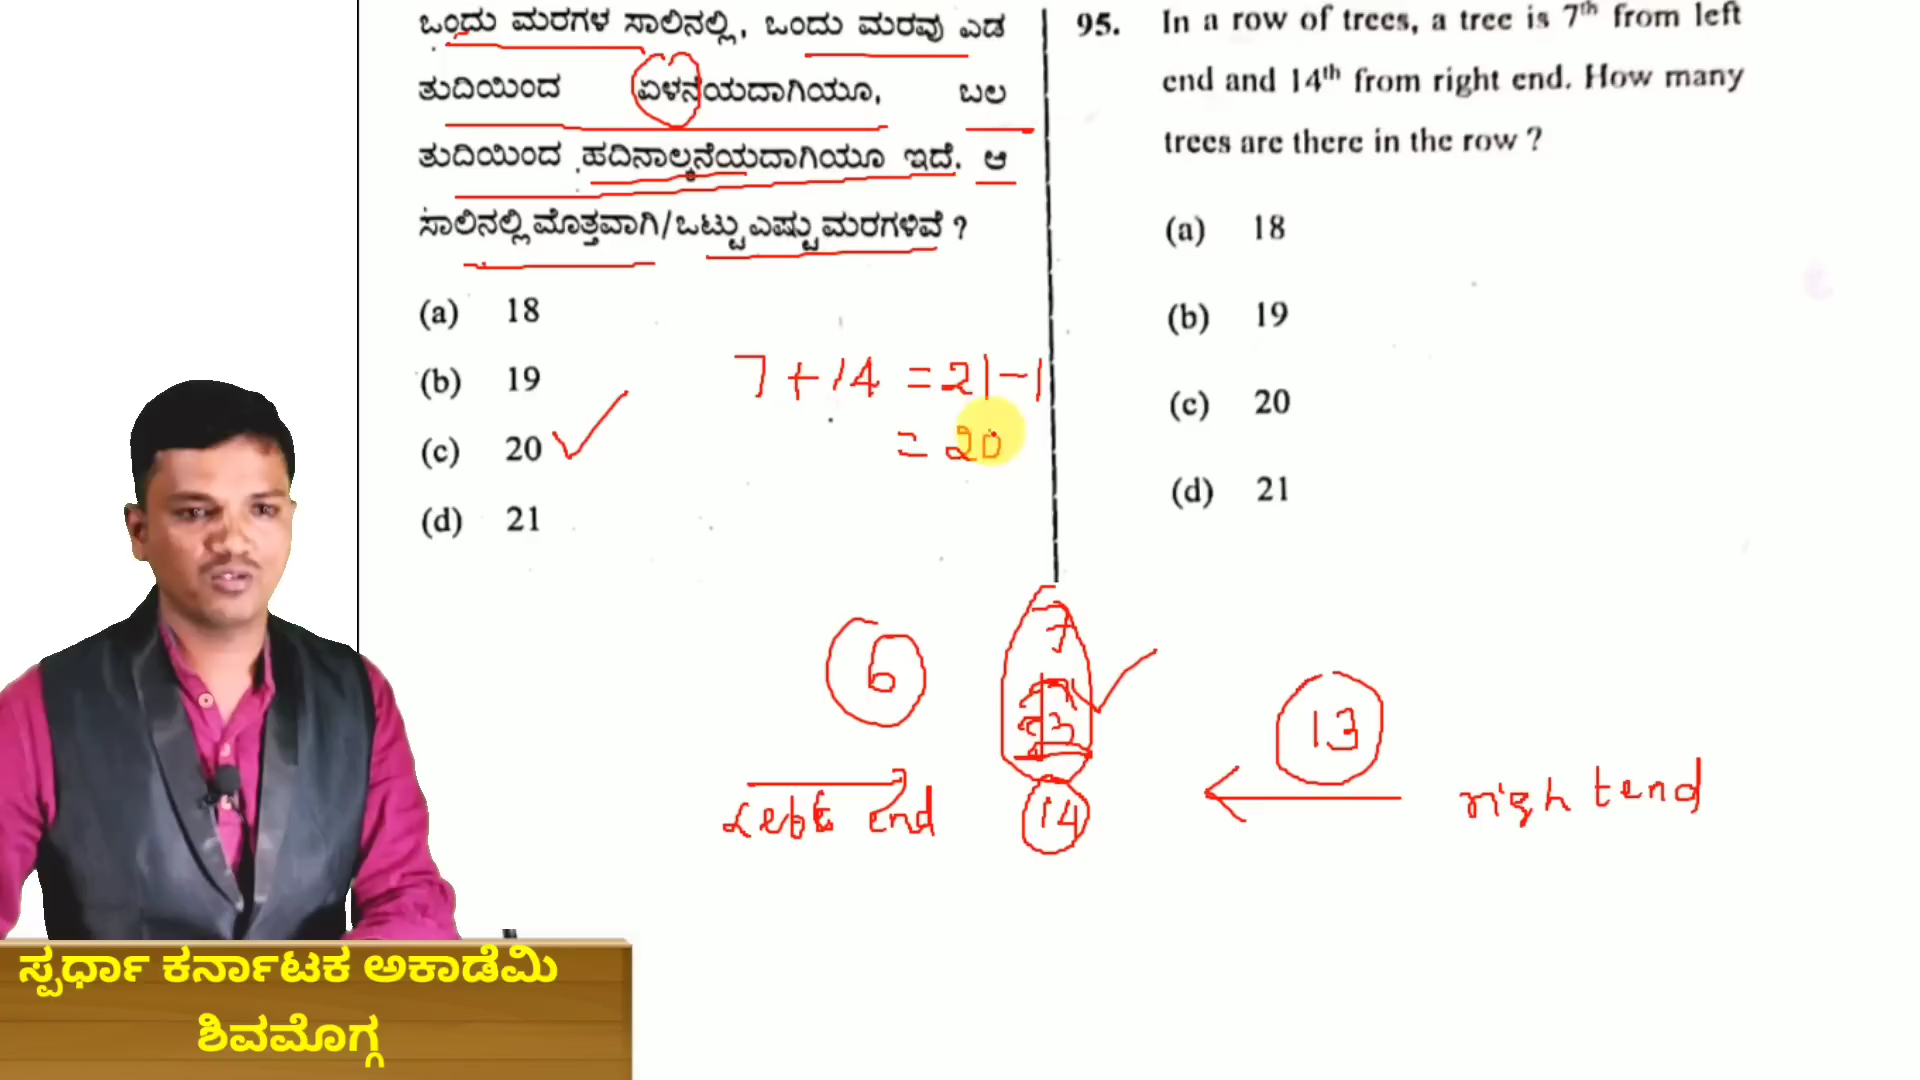 ಒಂದು ಮರಗಳ ಸಾಲಿನಲ್ಲಿ, ಒಂದು ಮರವು ಎಡ
ತುದಿಯಿಂದ ಏಳನೆಯದಾಗಿಯೂ, ಬಲ
ತುದಿಯಿಂದ ಹದಿನಾಲ್ಕನೆಯದಾಗಿಯೂ ಇದೆ. ಆ
ಸಾಲಿನಲ್ಲಿ ಮೊತ್ತವಾಗಿ/ಒಟ್ಟು ಎಷ್ಟು ಮರಗಳಿವೆ ?
(a) 18
(b) 19
(c) 20
(d) 21
7 + 14 = 21 - 1
= 20
95. In a row of trees, a tree is 7th from left
end and 14th from right end. How many
trees are there in the row ?
(a) 18
(b) 19
(c) 20
(d) 21
6
7
13
14
end
right end
ಸ್ಪರ್ಧಾ ಕರ್ನಾಟಕ ಅಕಾಡೆಮಿ
ಶಿವಮೊಗ್ಗ